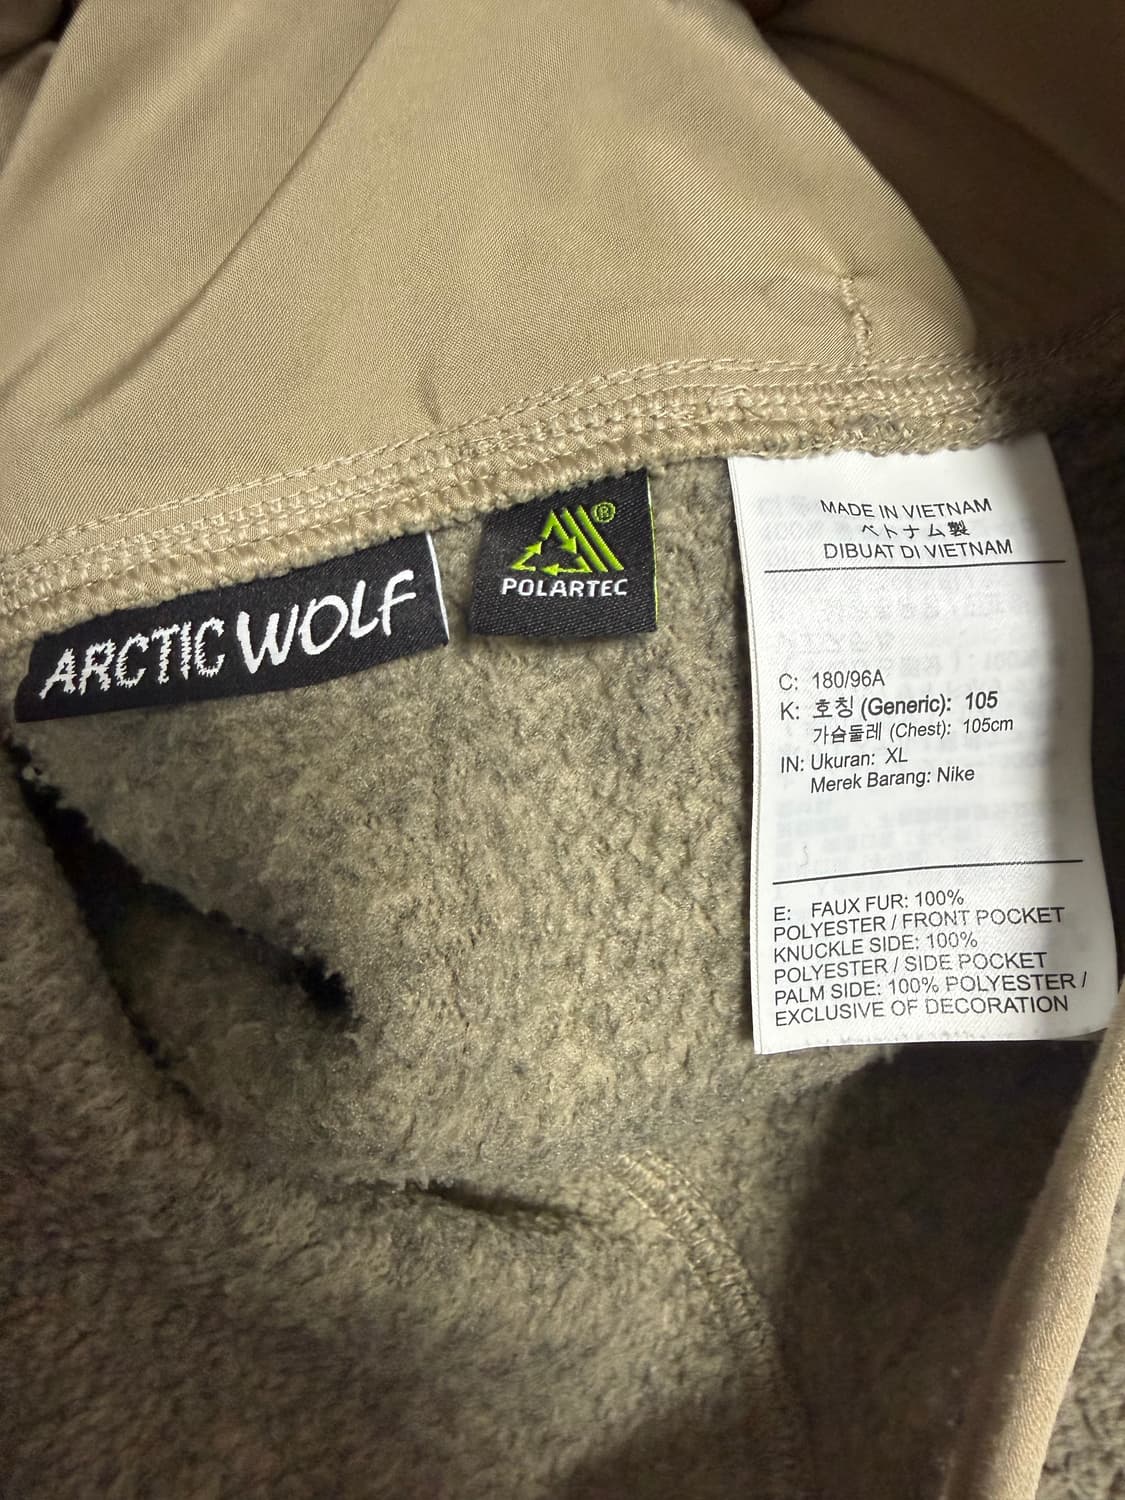 ARCTIC WOLF
®
POLARTEC
MADE IN VIETNAM
ベトナム製
DIBUAT DI VIETNAM
C: 180/96A
K: 호칭 (Generic): 105
가슴둘레 (Chest): 105cm
IN: Ukuran: XL
Merek Barang: Nike
E: FAUX FUR: 100%
POLYESTER / FRONT POCKET
KNUCKLE SIDE: 100%
POLYESTER / SIDE POCKET
PALM SIDE: 100% POLYESTER /
EXCLUSIVE OF DECORATION